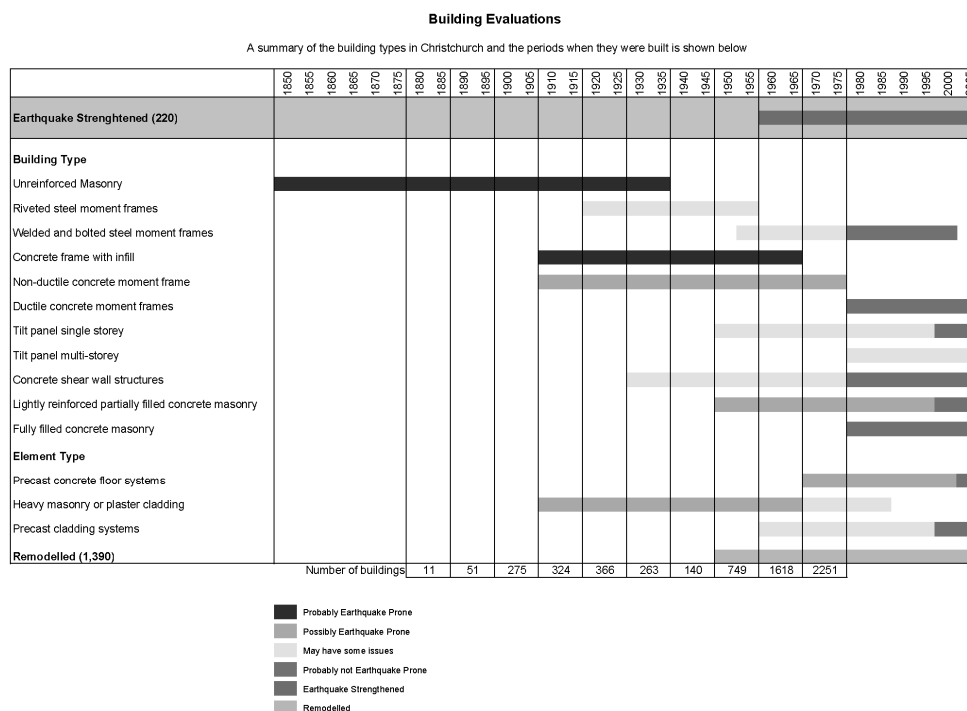 Building Evaluations
A summary of the building types in Christchurch and the periods when they were built is shown below
1850 1855 1860 1865 1870 1875 1880 1885 1890 1895 1900 1905 1910 1915 1920 1925 1930 1935 1940 1945 1950 1955 1960 1965 1970 1975 1980 1985 1990 1995 2000
Earthquake Strenghtened (220)
Building Type
Unreinforced Masonry
Riveted steel moment frames
Welded and bolted steel moment frames
Concrete frame with infill
Non-ductile concrete moment frame
Ductile concrete moment frames
Tilt panel single storey
Tilt panel multi-storey
Concrete shear wall structures
Lightly reinforced partially filled concrete masonry
Fully filled concrete masonry
Element Type
Precast concrete floor systems
Heavy masonry or plaster cladding
Precast cladding systems
Remodelled (1,390)
Number of buildings 11 51 275 324 366 263 140 749 1618 2251
Probably Earthquake Prone
Possibly Earthquake Prone
May have some issues
Probably not Earthquake Prone
Earthquake Strengthened
Remodelled